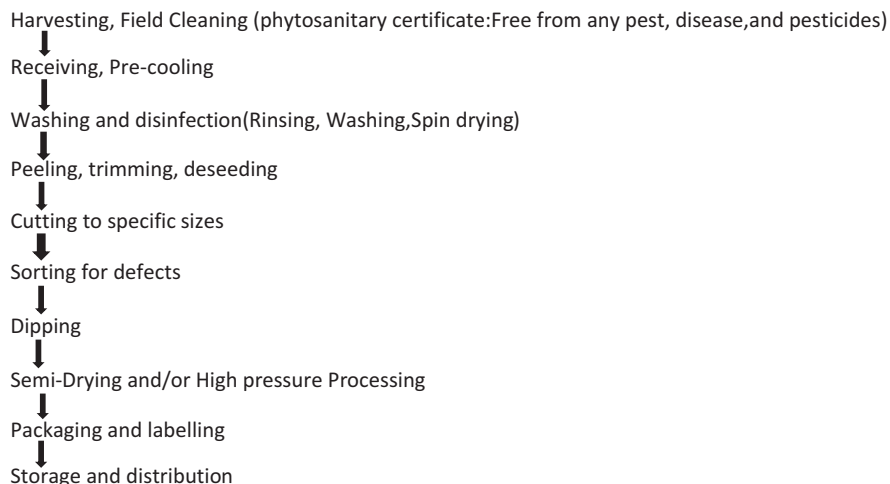 Harvesting, Field Cleaning (phytosanitary certificate:Free from any pest, disease,and pesticides)
Receiving, Pre-cooling
Washing and disinfection(Rinsing, Washing,Spin drying)
Peeling, trimming, deseeding
Cutting to specific sizes
Sorting for defects
Dipping
Semi-Drying and/or High pressure Processing
Packaging and labelling
Storage and distribution